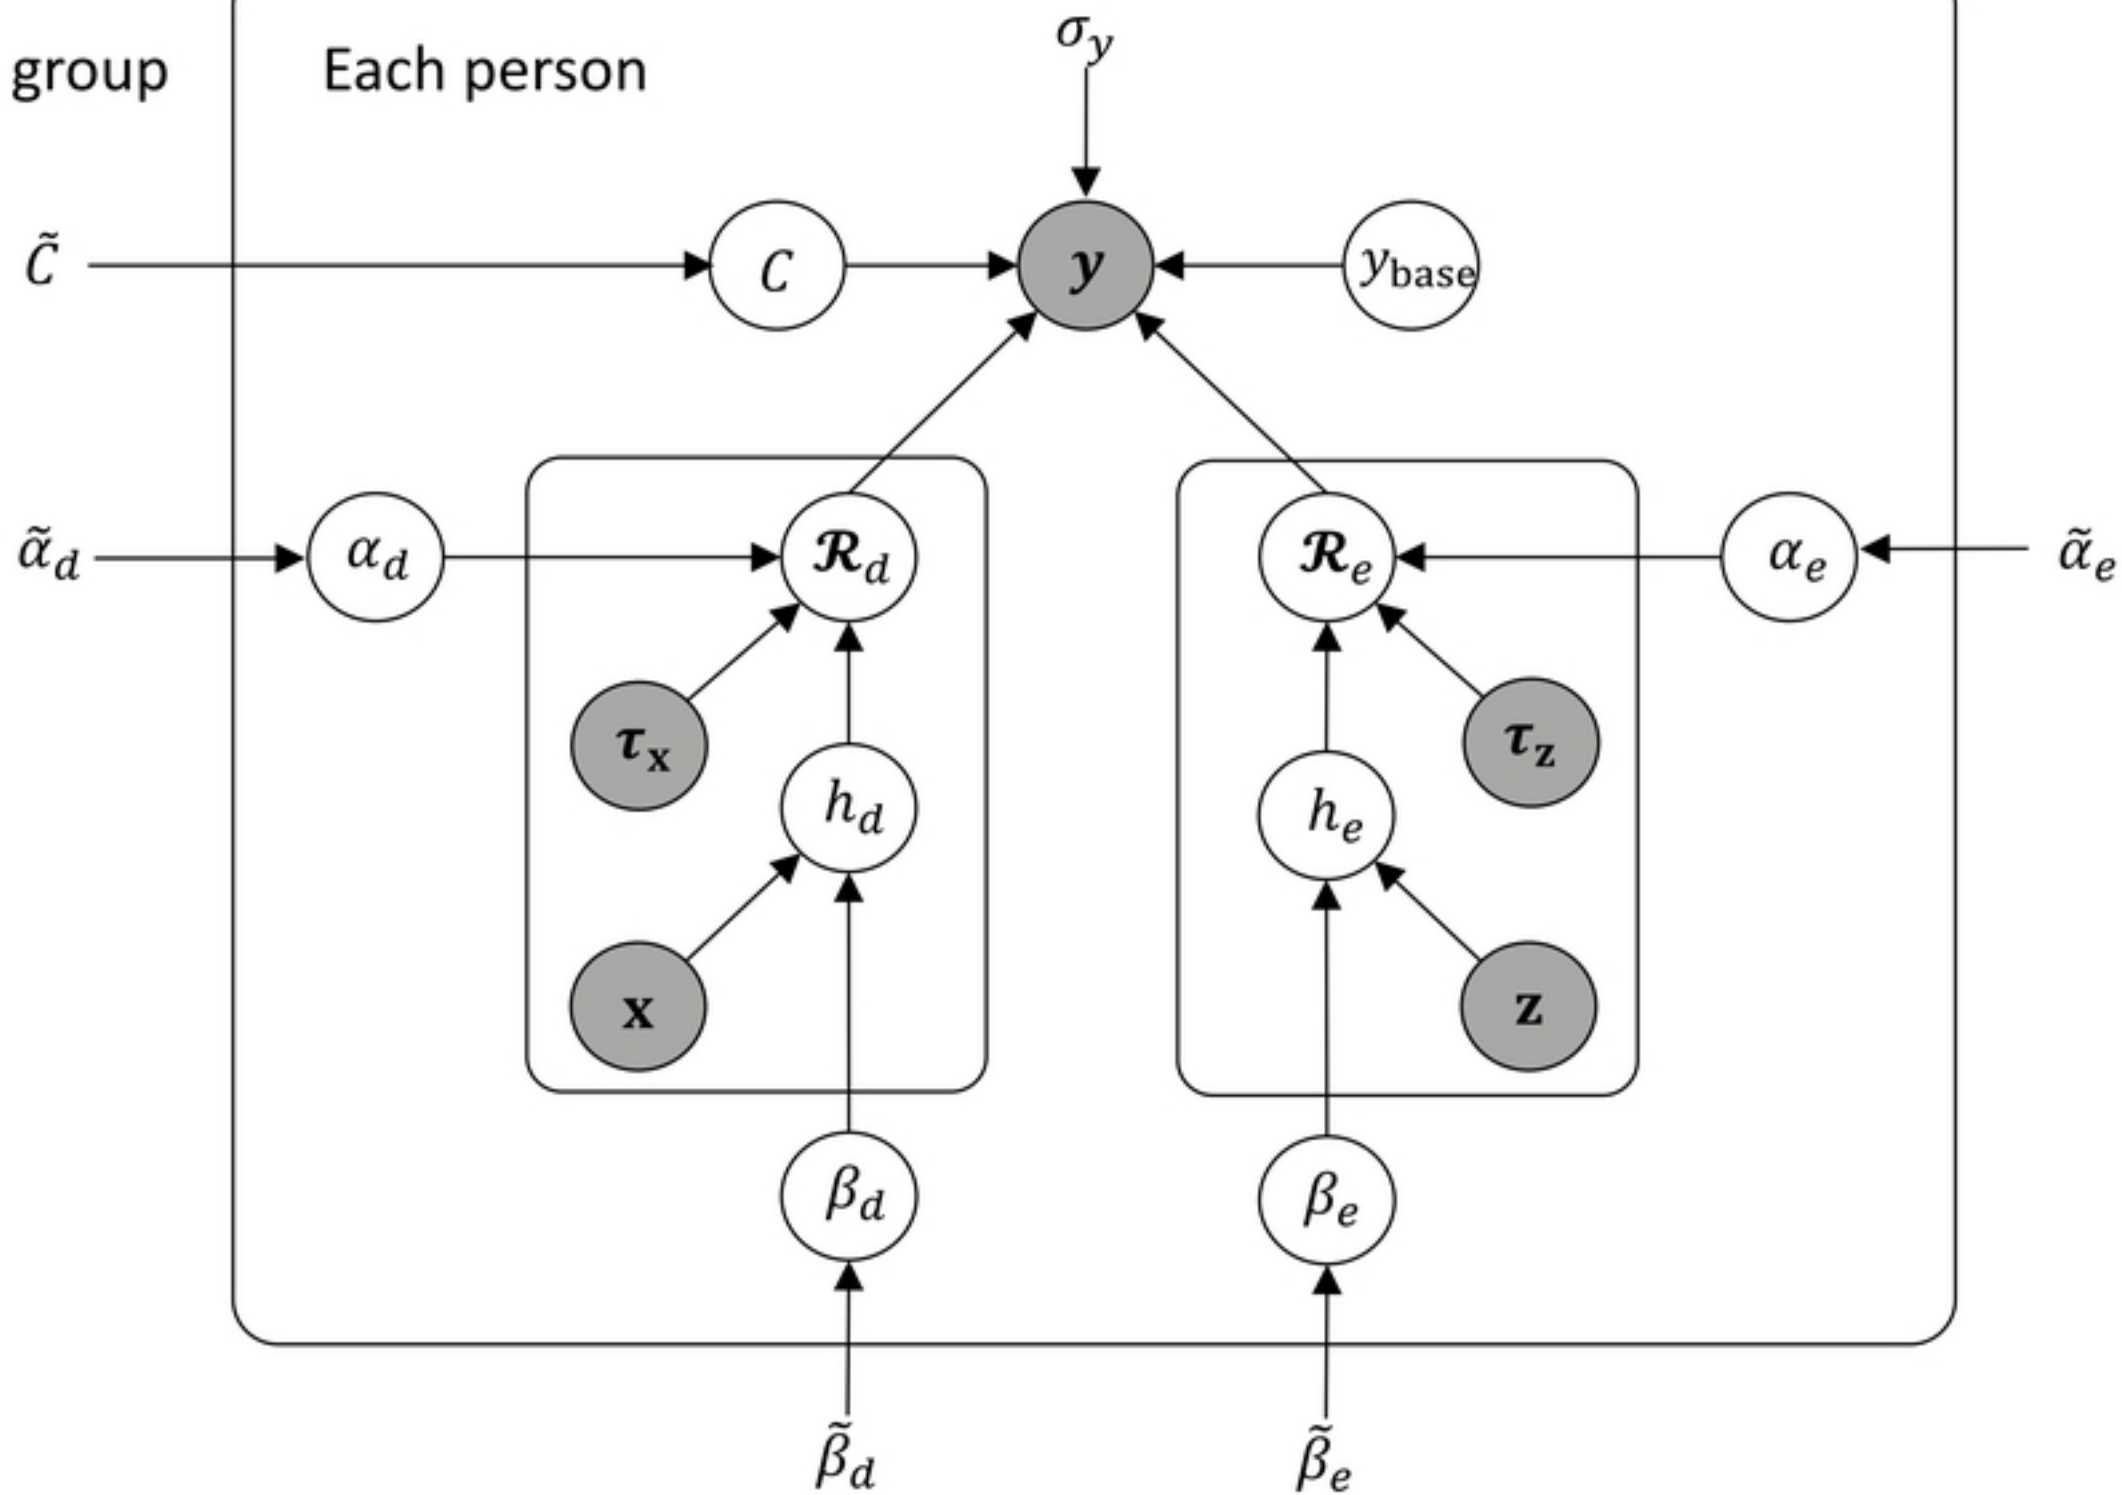 σ_y
group Each person
C̃ C y y_base
α̃_d α_d 𝓡_d 𝓡_e α_e α̃_e
τ_x τ_z
h_d h_e
x z
β_d β_e
β̃_d β̃_e